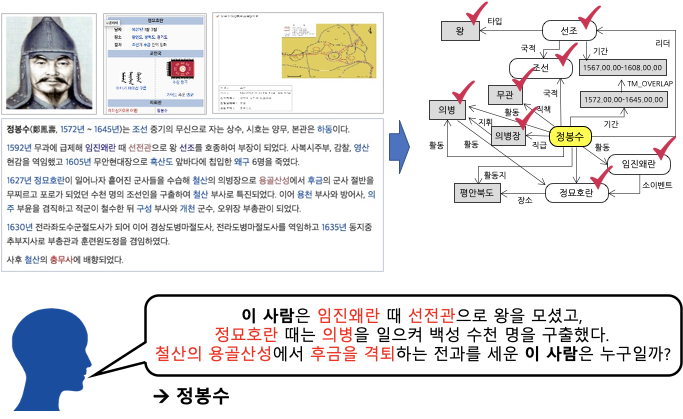 정묘호란
교전국
지휘관
정봉수(鄭鳳壽, 1572년 ~ 1645년)는 조선 중기의 무신으로 자는 상수, 시호는 양무, 본관은 하동이다.
1592년 무과에 급제해 임진왜란 때 선전관으로 왕 선조를 호종하여 부장이 되었다. 사복시주부, 감찰, 영산
현감을 역임했고 1605년 무안현장으로 흑산도 앞바다에 침입한 왜구 6명을 죽였다.
1627년 정묘호란이 일어나자 흩어진 군사들을 수습해 철산의 의병장으로 용골산성에서 후금의 군사 절반을
무찌르고 포로가 되었던 수천 명의 조선인을 구출하여 철산 부사로 특진되었다. 이어 용천 부사와 방어사, 의
주 부윤을 겸직하고 적군이 철수한 뒤 구성 부사와 개천 군수, 오위장 부총관이 되었다.
1630년 전라좌도수군절도사가 되어 이어 경상도병마절도사, 전라도병마절도사를 역임하고 1635년 동지중
추부지사로 부총관과 훈련원도정을 겸임하였다.
사후 철산의 충무사에 배향되었다.
왕
타입
선조
리더
국적
기간
조선
1567.00.00-1608.00.00
TM_OVERLAP
무관
국적
1572.00.00-1645.00.00
의병
활동
직책
기간
지휘
정봉수
의병장
직급
활동
임진왜란
활동
활동
활동지
소이벤트
평안북도
장소
정묘호란
이 사람은 임진왜란 때 선전관으로 왕을 모셨고,
정묘호란 때는 의병을 일으켜 백성 수천 명을 구출했다.
철산의 용골산성에서 후금을 격퇴하는 전과를 세운 이 사람은 누구일까?
→ 정봉수